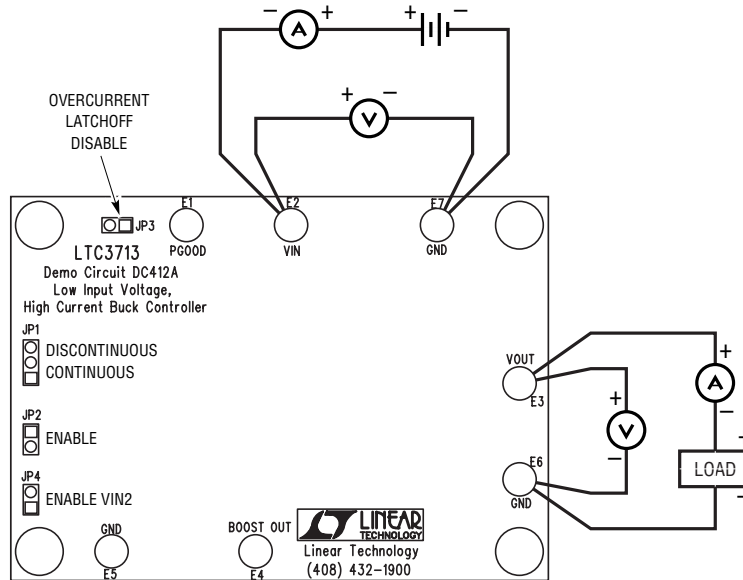 − A + + −
+ V −
OVERCURRENT
LATCHOFF
DISABLE
E1 E2 E7
JP3
PGOOD VIN GND
LTC3713
Demo Circuit DC412A
Low Input Voltage,
High Current Buck Controller
JP1
DISCONTINUOUS
CONTINUOUS
JP2
ENABLE
JP4
ENABLE VIN2
VOUT
E3
+
A
−
+
V
−
LOAD
E6
GND
GND
E5
BOOST OUT
E4
LINEAR
TECHNOLOGY
Linear Technology
(408) 432-1900